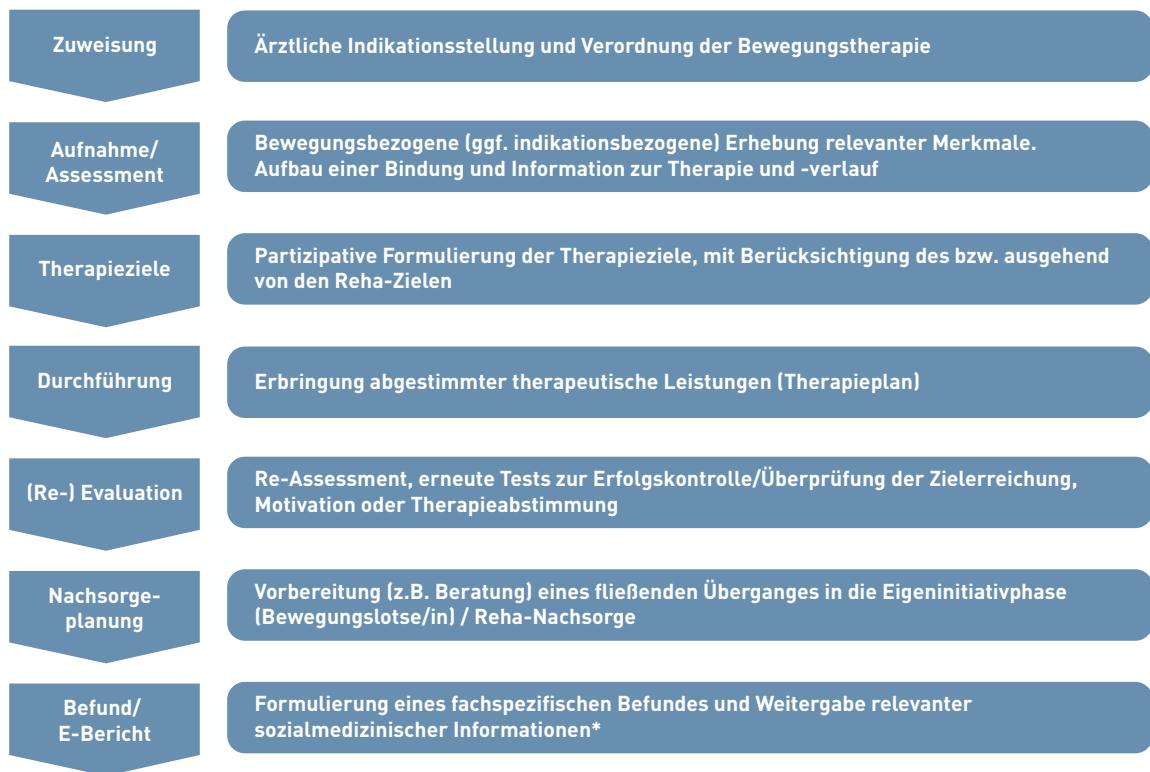 Zuweisung
Ärztliche Indikationsstellung und Verordnung der Bewegungstherapie
Aufnahme/
Assessment
Bewegungsbezogene (ggf. indikationsbezogene) Erhebung relevanter Merkmale.
Aufbau einer Bindung und Information zur Therapie und -verlauf
Therapieziele
Partizipative Formulierung der Therapieziele, mit Berücksichtigung des bzw. ausgehend
von den Reha-Zielen
Durchführung
Erbringung abgestimmter therapeutische Leistungen (Therapieplan)
(Re-) Evaluation
Re-Assessment, erneute Tests zur Erfolgskontrolle/Überprüfung der Zielerreichung,
Motivation oder Therapieabstimmung
Nachsorge-
planung
Vorbereitung (z.B. Beratung) eines fließenden Überganges in die Eigeninitiativphase
(Bewegungslotse/in) / Reha-Nachsorge
Befund/
E-Bericht
Formulierung eines fachspezifischen Befundes und Weitergabe relevanter
sozialmedizinischer Informationen*